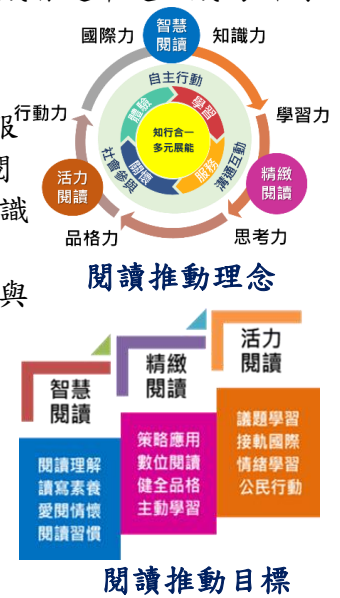 智慧
閱讀
國際力
知識力
自主行動
行動力
體驗
學習
學習力
報
知行合一
多元展能
閱
社會參與
關懷
服務
溝通互動
活力
閱讀
精緻
閱讀
識
品格力
思考力
閱讀推動理念
與
活力
閱讀
精緻
閱讀
智慧
閱讀
議題學習
接軌國際
情緒學習
公民行動
策略應用
數位閱讀
健全品格
主動學習
閱讀理解
讀寫素養
愛閱情懷
閱讀習慣
閱讀推動目標